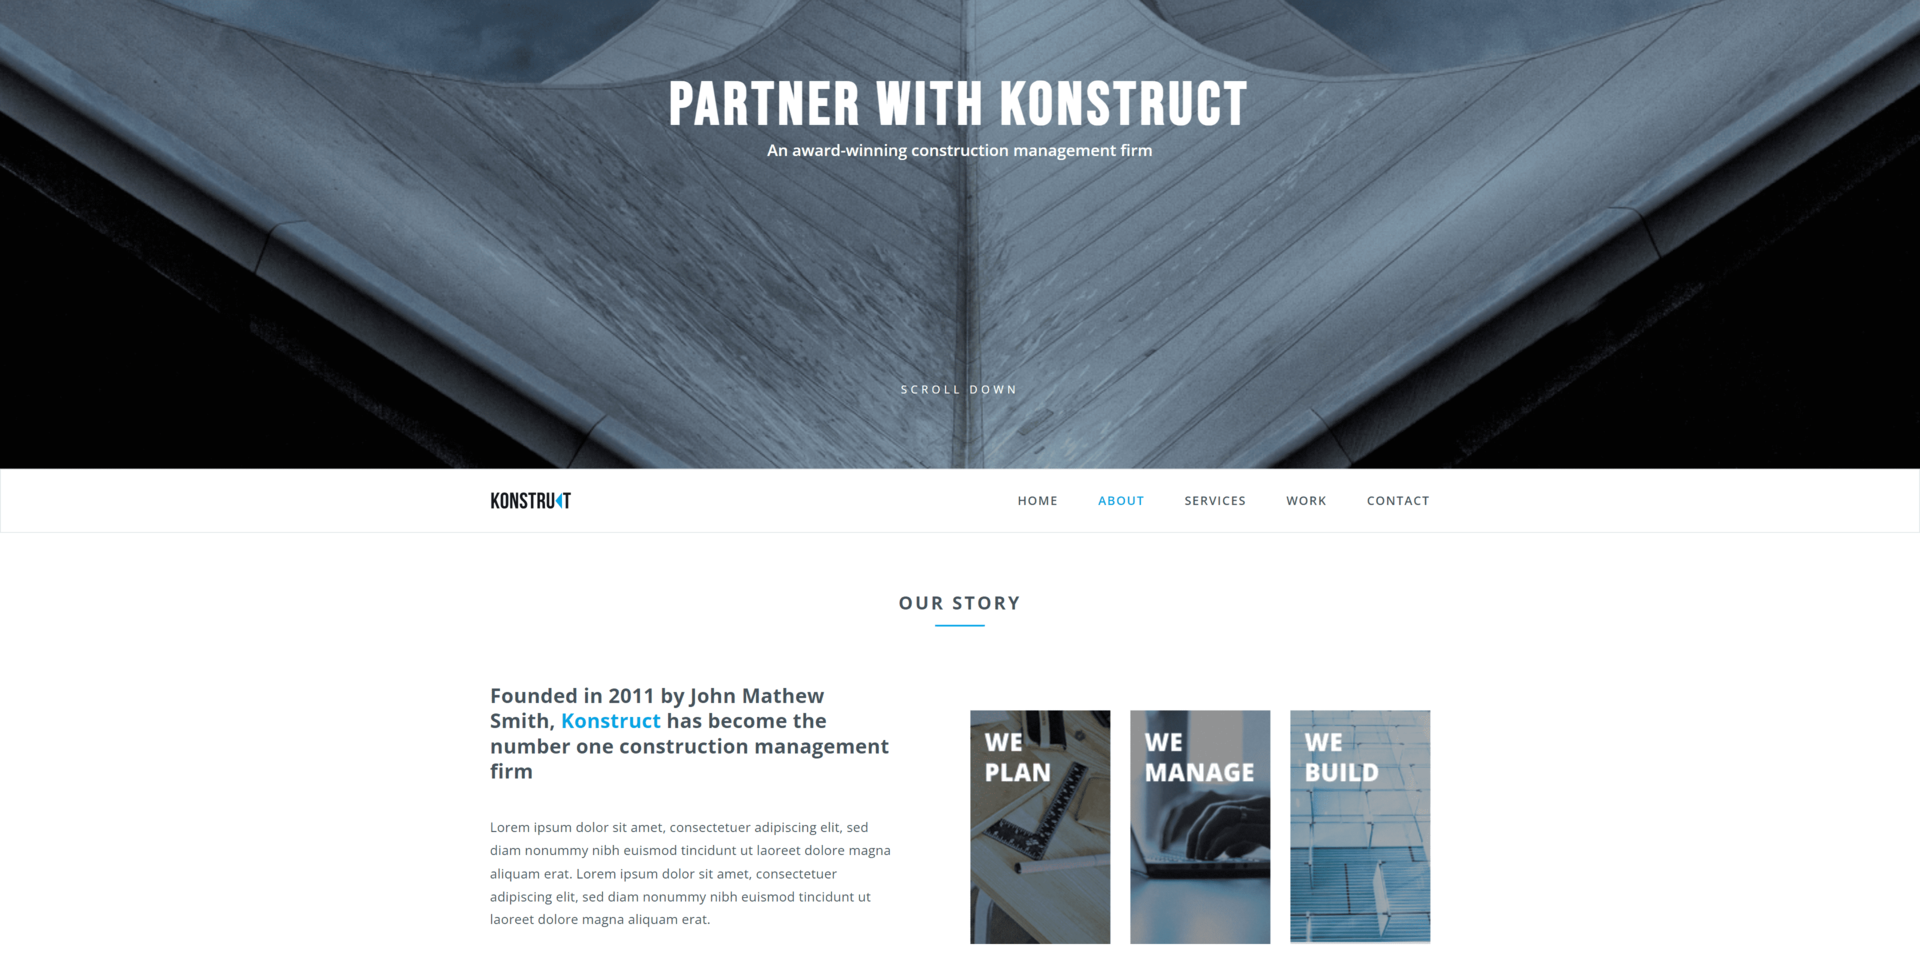 PARTNER WITH KONSTRUCT
An award-winning construction management firm
SCROLL DOWN
KONSTRUCT
HOME ABOUT SERVICES WORK CONTACT
OUR STORY
Founded in 2011 by John Mathew
Smith, Konstruct has become the
number one construction management
firm
Lorem ipsum dolor sit amet, consectetuer adipiscing elit, sed
diam nonummy nibh euismod tincidunt ut laoreet dolore magna
aliquam erat. Lorem ipsum dolor sit amet, consectetuer
adipiscing elit, sed diam nonummy nibh euismod tincidunt ut
laoreet dolore magna aliquam erat.
WE
PLAN
WE
MANAGE
WE
BUILD